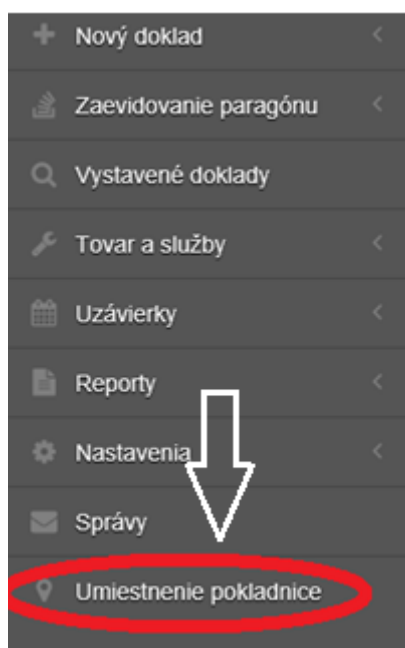 Nový doklad
Zaevidovanie paragónu
Vystavené doklady
Tovar a služby
Uzávierky
Reporty
Nastavenia
Správy
Umiestnenie pokladnice